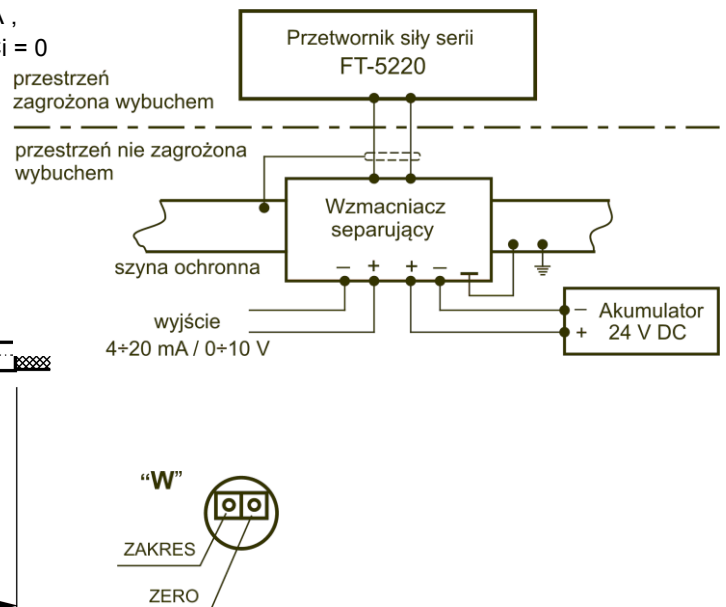 A ,
i = 0
Przetwornik siły serii
FT-5220
przestrzeń
zagrożona wybuchem
przestrzeń nie zagrożona
wybuchem
Wzmacniacz
separujący
szyna ochronna
– + + –
wyjście
4÷20 mA / 0÷10 V
– Akumulator
+ 24 V DC
“W”
ZAKRES
ZERO